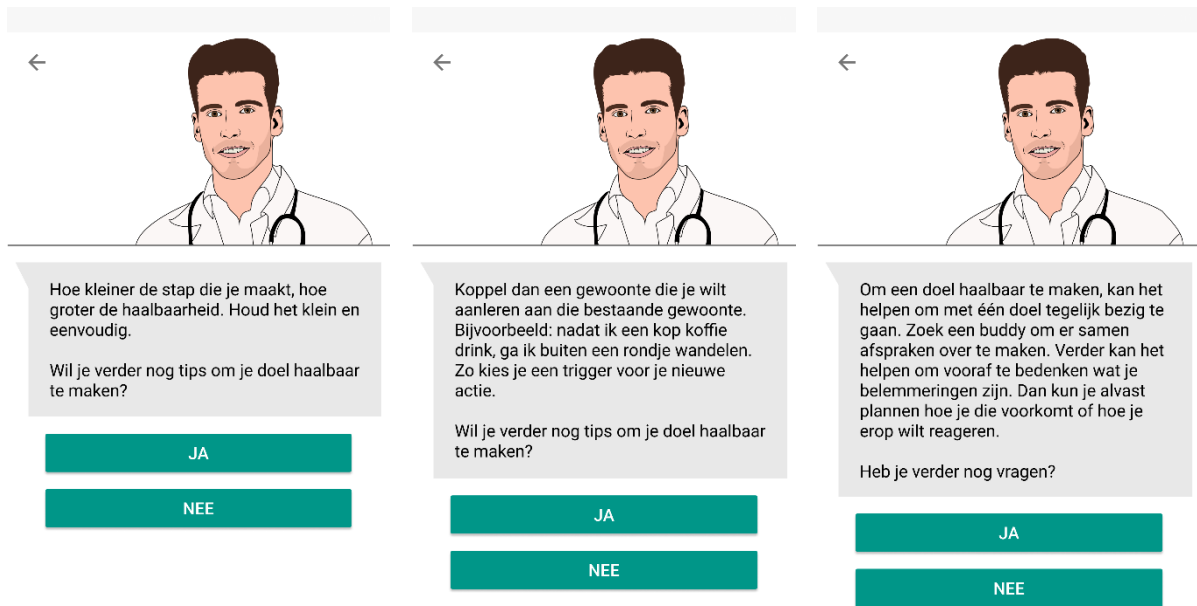 Hoe kleiner de stap die je maakt, hoe
groter de haalbaarheid. Houd het klein en
eenvoudig.
Wil je verder nog tips om je doel haalbaar
te maken?
JA
NEE
Koppel dan een gewoonte die je wilt
aanleren aan die bestaande gewoonte.
Bijvoorbeeld: nadat ik een kop koffie
drink, ga ik buiten een rondje wandelen.
Zo kies je een trigger voor je nieuwe
actie.
Wil je verder nog tips om je doel haalbaar
te maken?
JA
NEE
Om een doel haalbaar te maken, kan het
helpen om met één doel tegelijk bezig te
gaan. Zoek een buddy om er samen
afspraken over te maken. Verder kan het
helpen om vooraf te bedenken wat je
belemmeringen zijn. Dan kun je alvast
plannen hoe je die voorkomt of hoe je
erop wilt reageren.
Heb je verder nog vragen?
JA
NEE